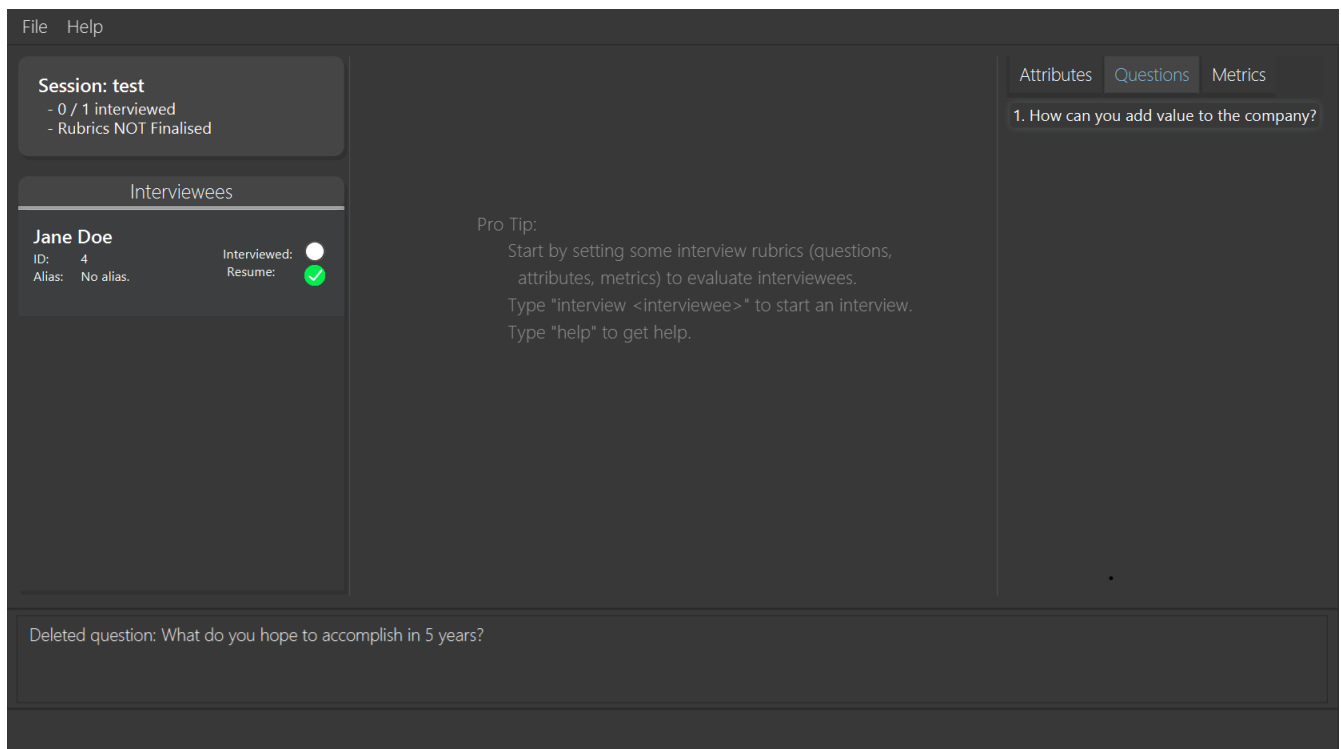 File Help
Session: test
- 0 / 1 interviewed
- Rubrics NOT Finalised
Interviewees
Jane Doe
ID: 4
Alias: No alias.
Interviewed:
Resume:
Pro Tip:
Start by setting some interview rubrics (questions,
attributes, metrics) to evaluate interviewees.
Type "interview <interviewee>" to start an interview.
Type "help" to get help.
Attributes Questions Metrics
1. How can you add value to the company?
Deleted question: What do you hope to accomplish in 5 years?